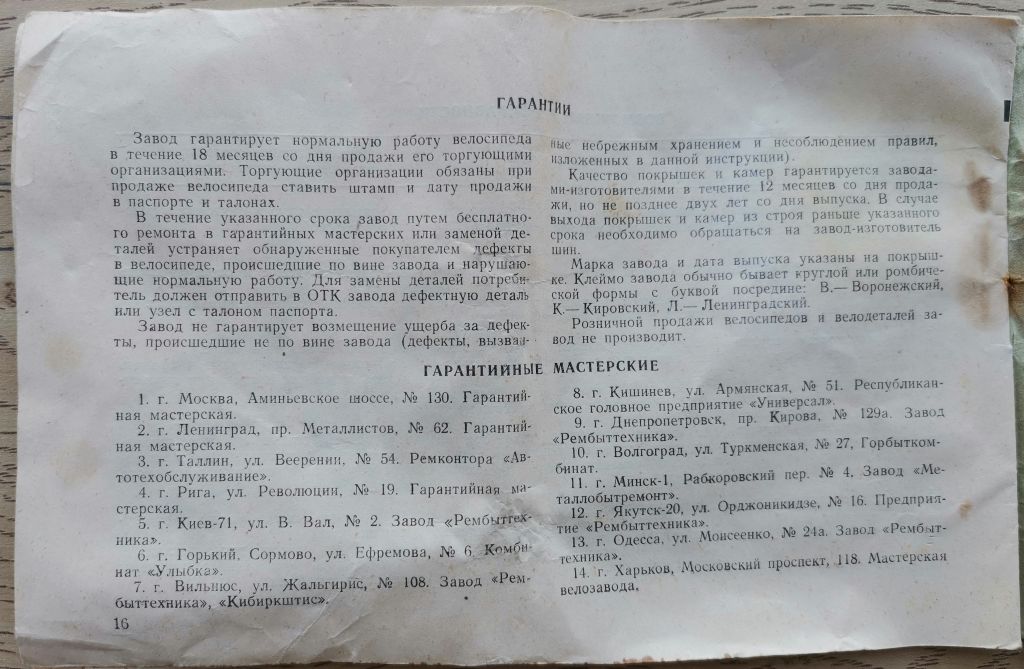 ГАРАНТИИ
Завод гарантирует нормальную работу велосипеда
в течение 18 месяцев со дня продажи его торгующими
организациями. Торгующие организации обязаны при
продаже велосипеда ставить штамп и дату продажи
в паспорте и талонах.
В течение указанного срока завод путем бесплатно-
го ремонта в гарантийных мастерских или заменой де-
талей устраняет обнаруженные покупателем дефекты
в велосипеде, происшедшие по вине завода и нарушаю-
щие нормальную работу. Для замены деталей потреби-
тель должен отправить в ОТК завода дефектную деталь
или узел с талоном паспорта.
Завод не гарантирует возмещение ущерба за дефек-
ты, происшедшие не по вине завода (дефекты, вызван-
ные небрежным хранением и несоблюдением правил,
изложенных в данной инструкции).
Качество покрышек и камер гарантируется завода-
ми-изготовителями в течение 12 месяцев со дня прода-
жи, но не позднее двух лет со дня выпуска. В случае
выхода покрышек и камер из строя раньше указанного
срока необходимо обращаться на завод-изготовитель
шин.
Марка завода и дата выпуска указаны на покрыш-
ке. Клеймо завода обычно бывает круглой или ромбиче-
ской формы с буквой посредине: В.— Воронежский,
К.— Кировский, Л.— Ленинградский.
Розничной продажи велосипедов и велодеталей за-
вод не производит.
ГАРАНТИЙНЫЕ МАСТЕРСКИЕ
1. г. Москва, Аминьевское шоссе, № 130. Гарантий-
ная мастерская.
2. г. Ленинград, пр. Металлистов, № 62. Гарантий-
ная мастерская.
3. г. Таллин, ул. Веерении, № 54. Ремконтора «Ав-
тотехобслуживание».
4. г. Рига, ул. Революции, № 19. Гарантийная ма-
стерская.
5. г. Киев-71, ул. В. Вал, № 2. Завод «Рембыттех-
ника».
6. г. Горький, Сормово, ул. Ефремова, № 6. Комби-
нат «Улыбка».
7. г. Вильнюс, ул. Жальгирис, № 108. Завод «Рем-
быттехника», «Кибиркштис».
8. г. Кишинев, ул. Армянская, № 51. Республикан-
ское головное предприятие «Универсал».
9. г. Днепропетровск, пр. Кирова, № 129а. Завод
«Рембыттехника».
10. г. Волгоград, ул. Туркменская, № 27, Горбытком-
бинат.
11. г. Минск-1, Рабкоровский пер. № 4, Завод «Ме-
таллобытремонт».
12. г. Якутск-20, ул. Орджоникидзе, № 16. Предприя-
тие «Рембыттехника».
13. г. Одесса, ул. Моисеенко, № 24а. Завод «Рембыт-
техника».
14. г. Харьков, Московский проспект, 118. Мастерская
велозавода.
16